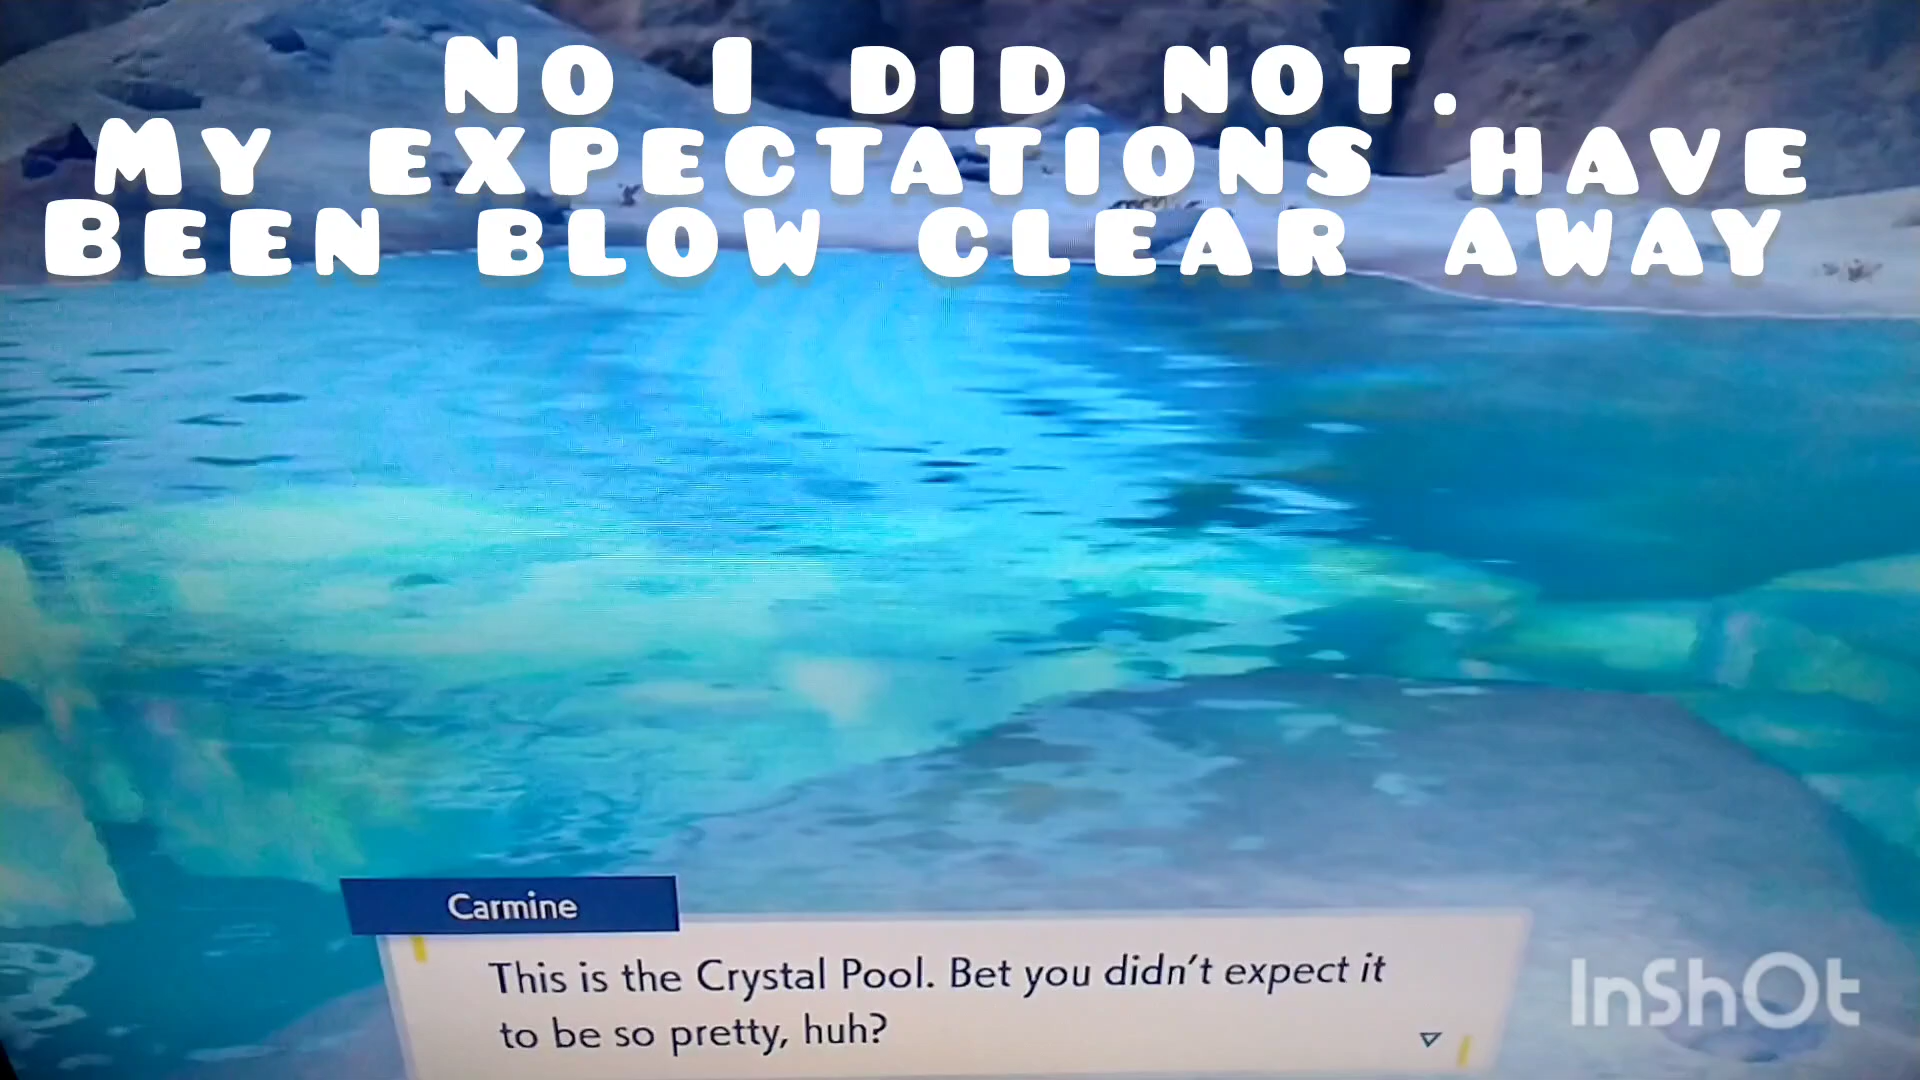 No I did not.
My expectations have
Been blow clear away
Carmine
This is the Crystal Pool. Bet you didn't expect it
to be so pretty, huh?
InShOt